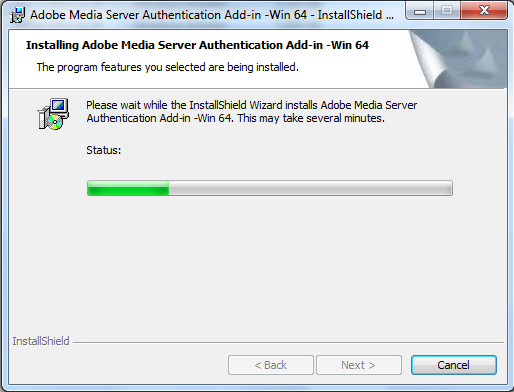 Adobe Media Server Authentication Add-in -Win 64 - InstallShield ...
Installing Adobe Media Server Authentication Add-in -Win 64
The program features you selected are being installed.
Please wait while the InstallShield Wizard installs Adobe Media Server
Authentication Add-in -Win 64. This may take several minutes.
Status:
InstallShield
< Back Next > Cancel